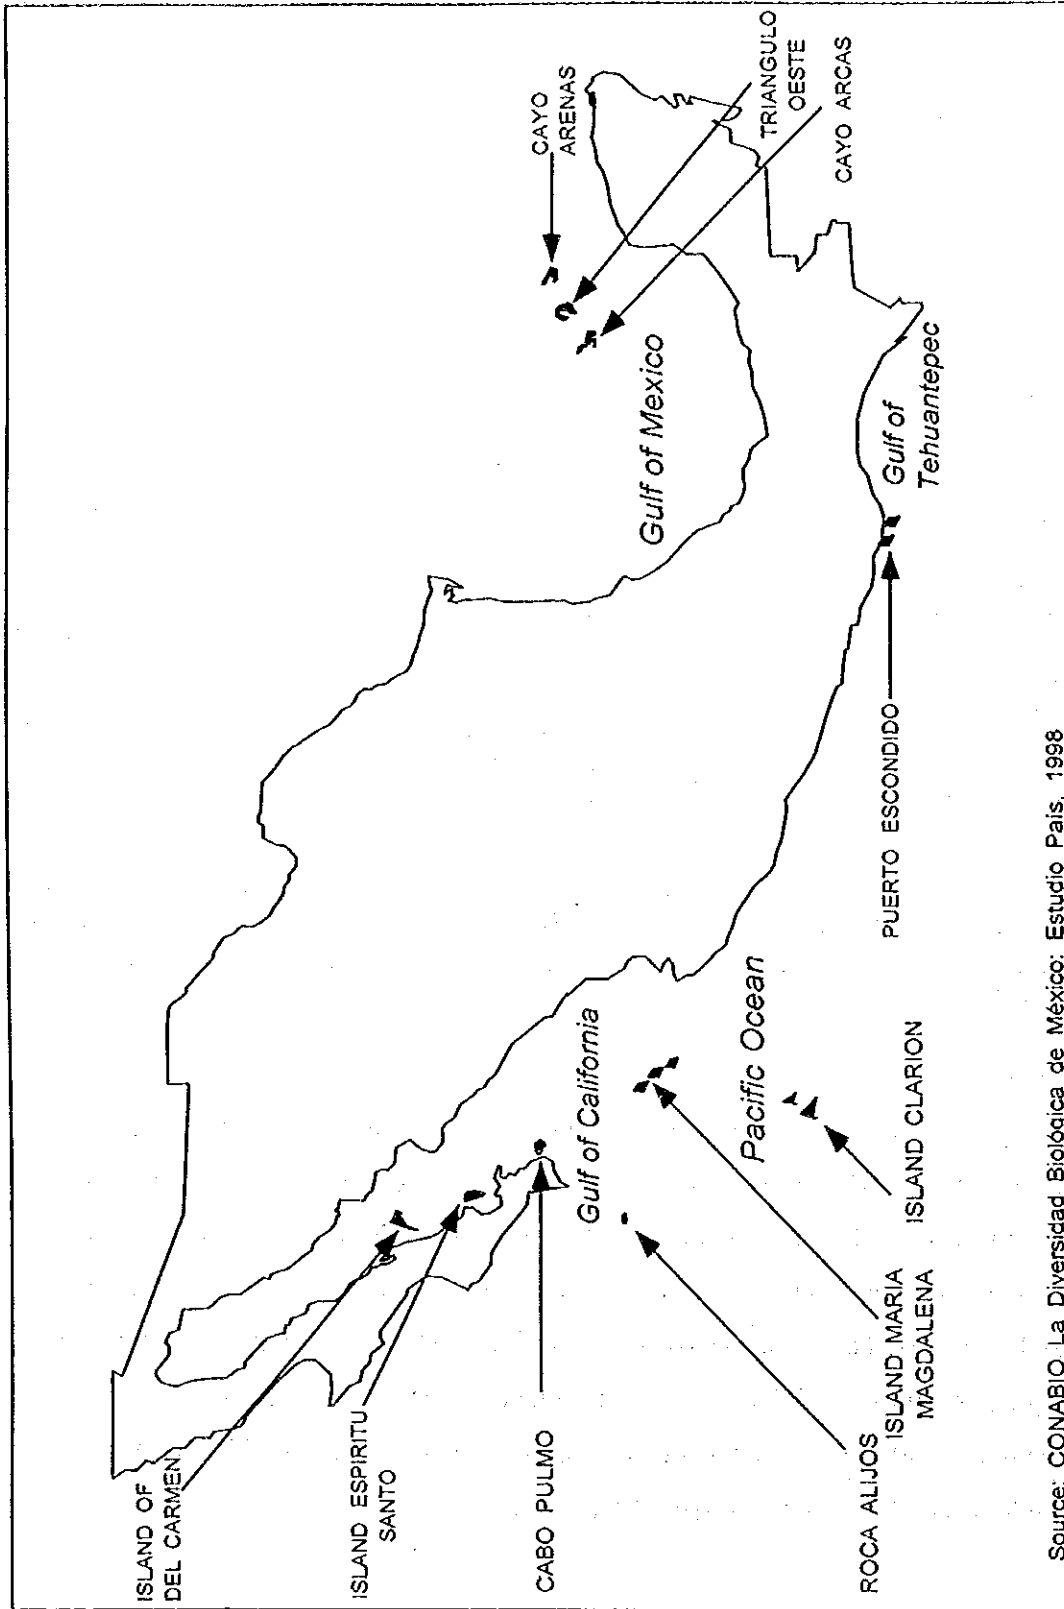 CAYO
ARENAS
TRIANGULO
OESTE
CAYO ARCAS
Gulf of Mexico
Gulf of
Tehuantepec
PUERTO ESCONDIDO
Gulf of California
Pacific Ocean
ISLAND CLARION
ISLAND MARIA
MAGDALENA
ROCA ALIJOS
CABO PULMO
ISLAND ESPIRITU
SANTO
ISLAND OF
DEL CARMEN
Source: CONABIO La Diversidad Biológica de México: Estudio País, 1998